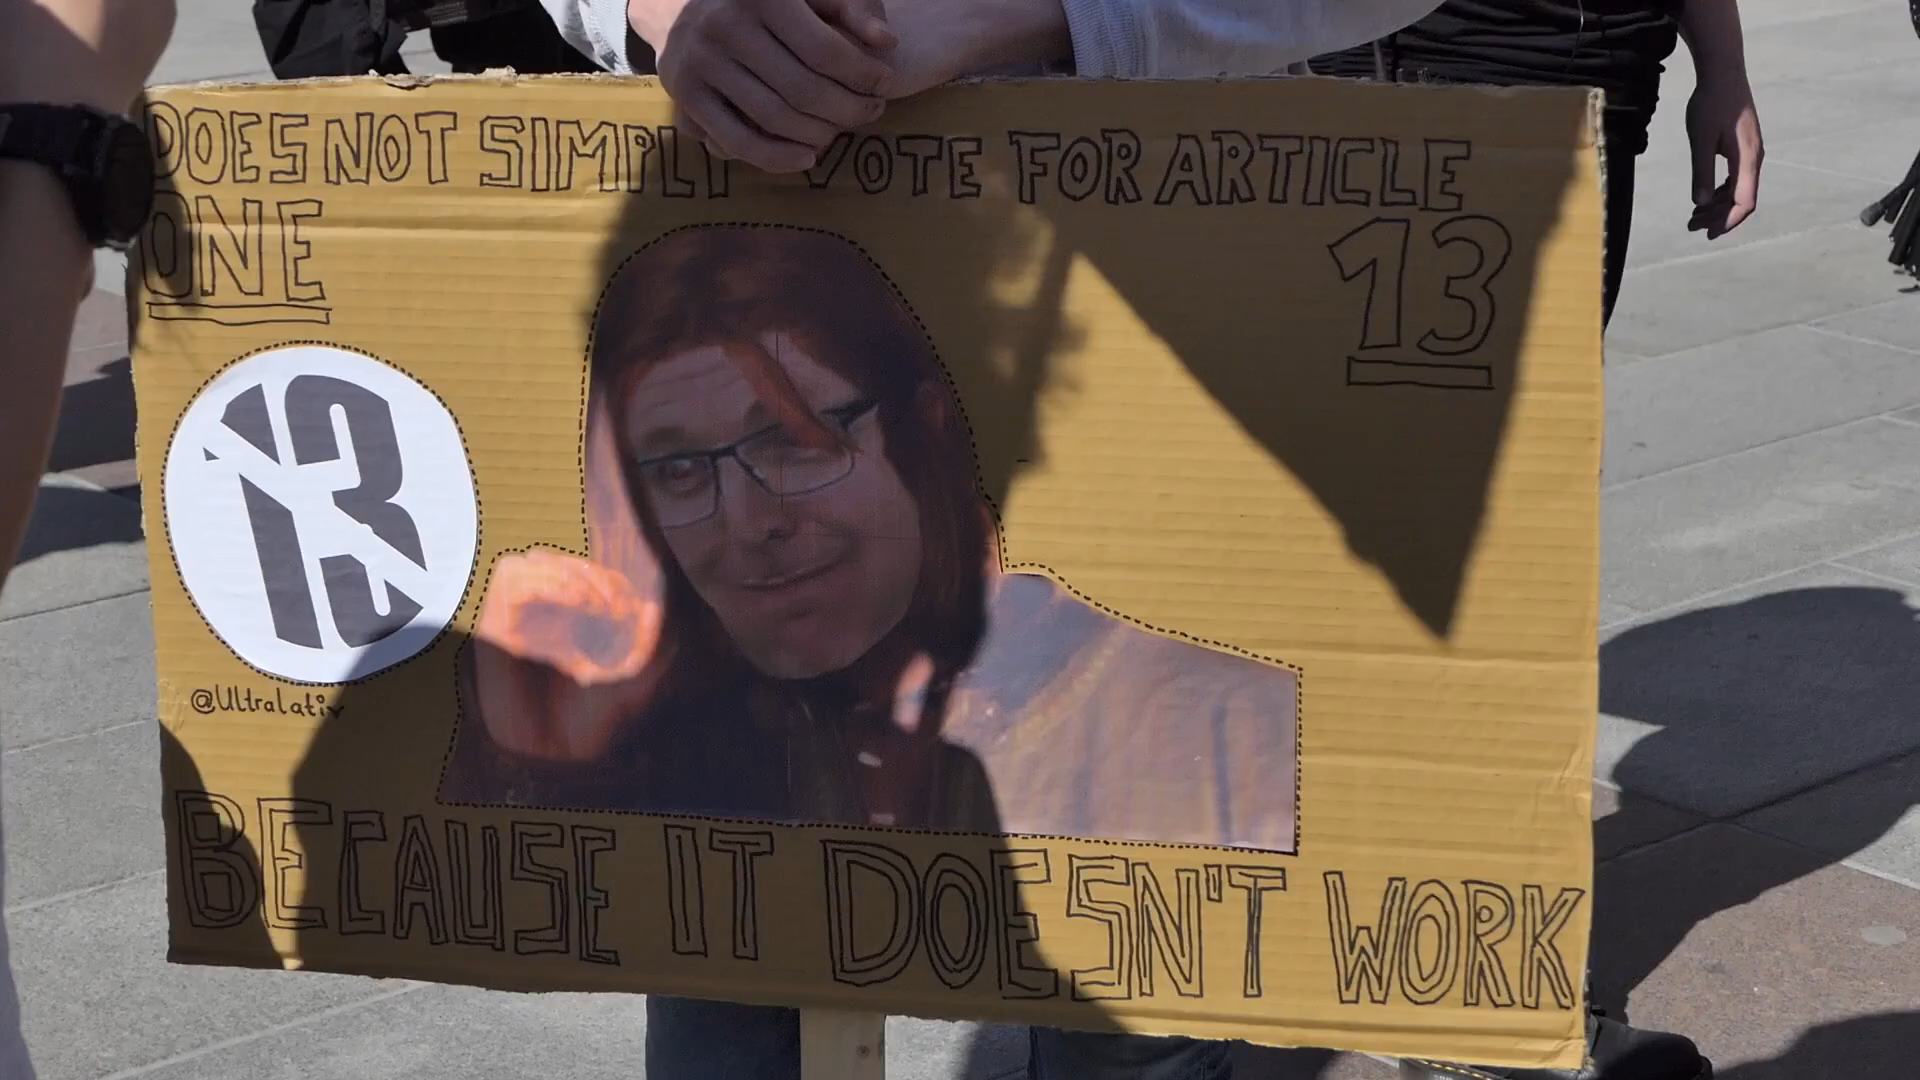 DOES NOT SIMPLY VOTE FOR ARTICLE
ONE
13
13
@Ultralativ
BECAUSE IT DOESN'T WORK